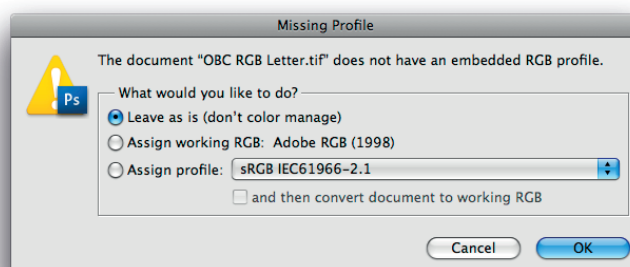 Missing Profile
The document “OBC RGB Letter.tif” does not have an embedded RGB profile.
Ps
What would you like to do?
Leave as is (don't color manage)
Assign working RGB: Adobe RGB (1998)
Assign profile: sRGB IEC61966-2.1
and then convert document to working RGB
Cancel OK